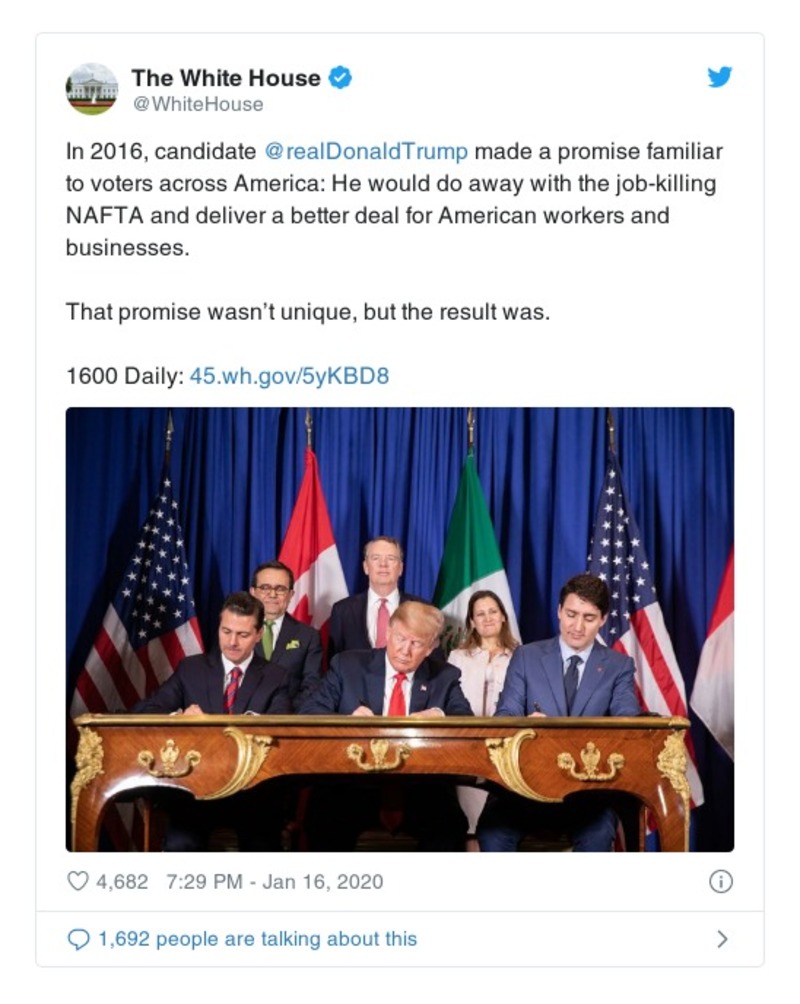 The White House
@WhiteHouse
In 2016, candidate @realDonaldTrump made a promise familiar
to voters across America: He would do away with the job-killing
NAFTA and deliver a better deal for American workers and
businesses.
That promise wasn’t unique, but the result was.
1600 Daily: 45.wh.gov/5yKBD8
4,682 7:29 PM - Jan 16, 2020
1,692 people are talking about this